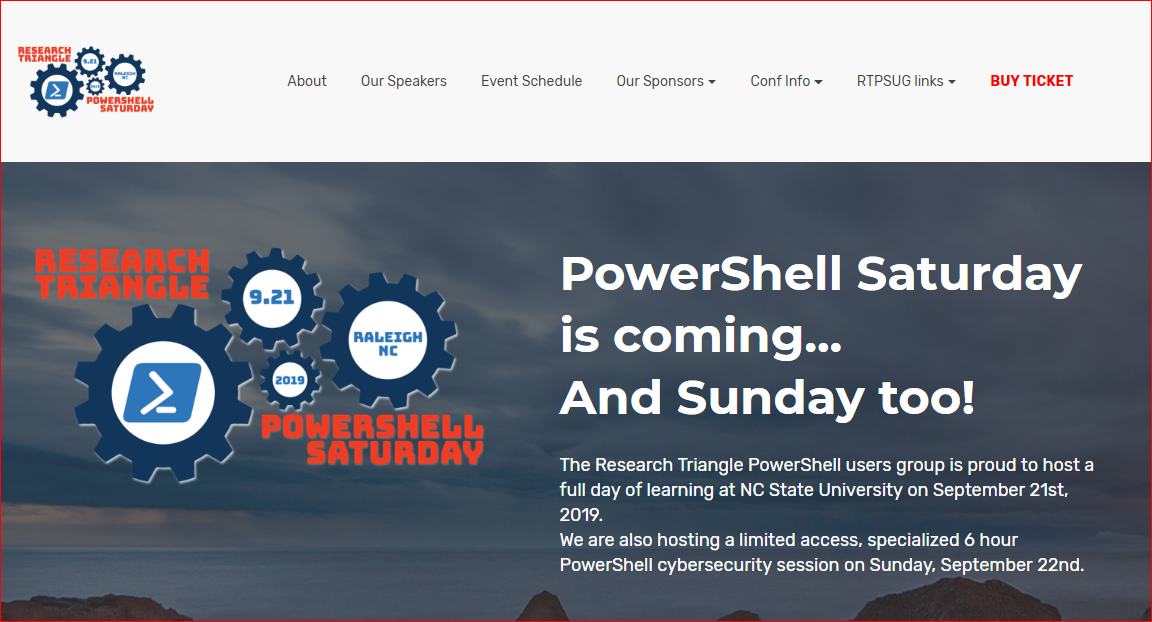 RESEARCH
TRIANGLE
9.21
RALEIGH
NC
2019
POWERSHELL
SATURDAY
About
Our Speakers
Event Schedule
Our Sponsors
Conf Info
RTPSUG links
BUY TICKET
RESEARCH
TRIANGLE
9.21
RALEIGH
NC
2019
POWERSHELL
SATURDAY
PowerShell Saturday
is coming...
And Sunday too!
The Research Triangle PowerShell users group is proud to host a
full day of learning at NC State University on September 21st,
2019.
We are also hosting a limited access, specialized 6 hour
PowerShell cybersecurity session on Sunday, September 22nd.